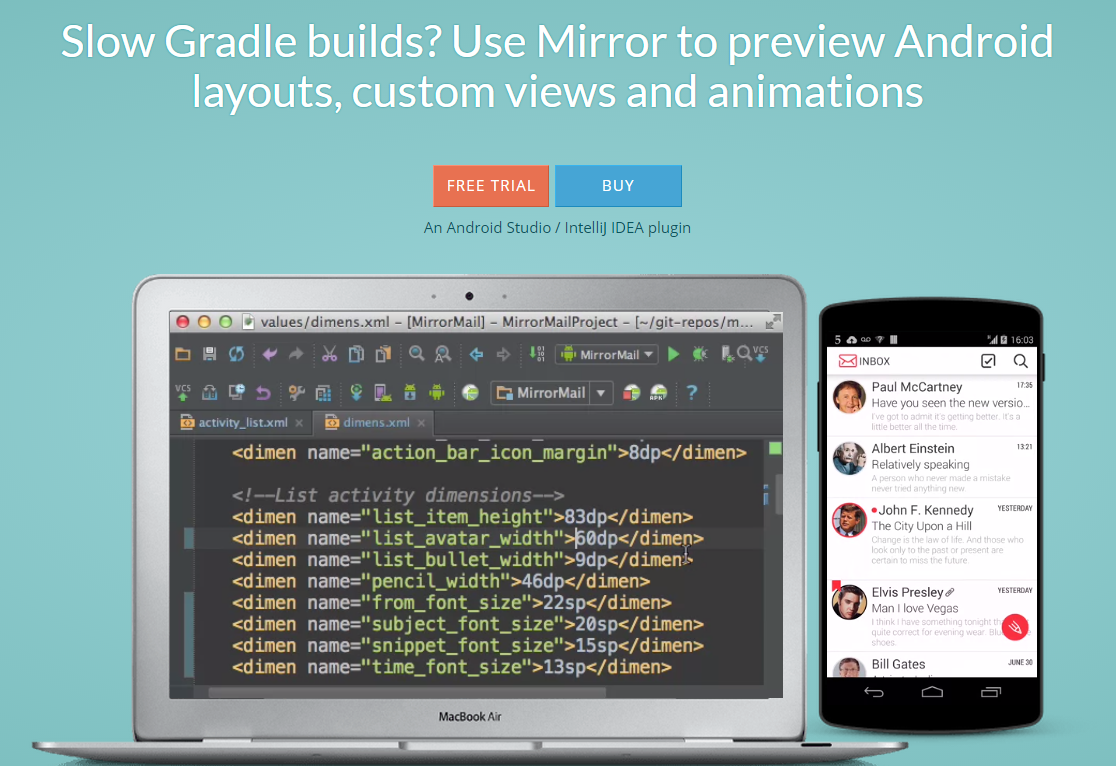 Slow Gradle builds? Use Mirror to preview Android
layouts, custom views and animations
FREE TRIAL
BUY
An Android Studio / IntelliJ IDEA plugin
values/dimens.xml – [MirrorMail] – MirrorMailProject – [~/git-repos/m...
MirrorMail
VCS
VCS
MirrorMail
APK
?
activity_list.xml
dimens.xml
<dimen name="action_bar_icon_margin">8dp</dimen>
<!--List activity dimensions-->
<dimen name="list_item_height">83dp</dimen>
<dimen name="list_avatar_width">60dp</dimen>
<dimen name="list_bullet_width">9dp</dimen>
<dimen name="pencil_width">46dp</dimen>
<dimen name="from_font_size">22sp</dimen>
<dimen name="subject_font_size">20sp</dimen>
<dimen name="snippet_font_size">15sp</dimen>
<dimen name="time_font_size">13sp</dimen>
MacBook Air
5
16:03
INBOX
Paul McCartney 17:35
Have you seen the new versio...
I've got to admit it's getting better. It's a
little better all the time.
Albert Einstein 13:21
Relatively speaking
A person who never made a mistake
never tried anything new.
John F. Kennedy YESTERDAY
The City Upon a Hill
Change is the law of life. And those who
look only to the past or present are
certain to miss the future.
Elvis Presley YESTERDAY
Man I love Vegas
I think I have something tonight
quite correct for evening wear.
shoes.
Bill Gates JUNE 30